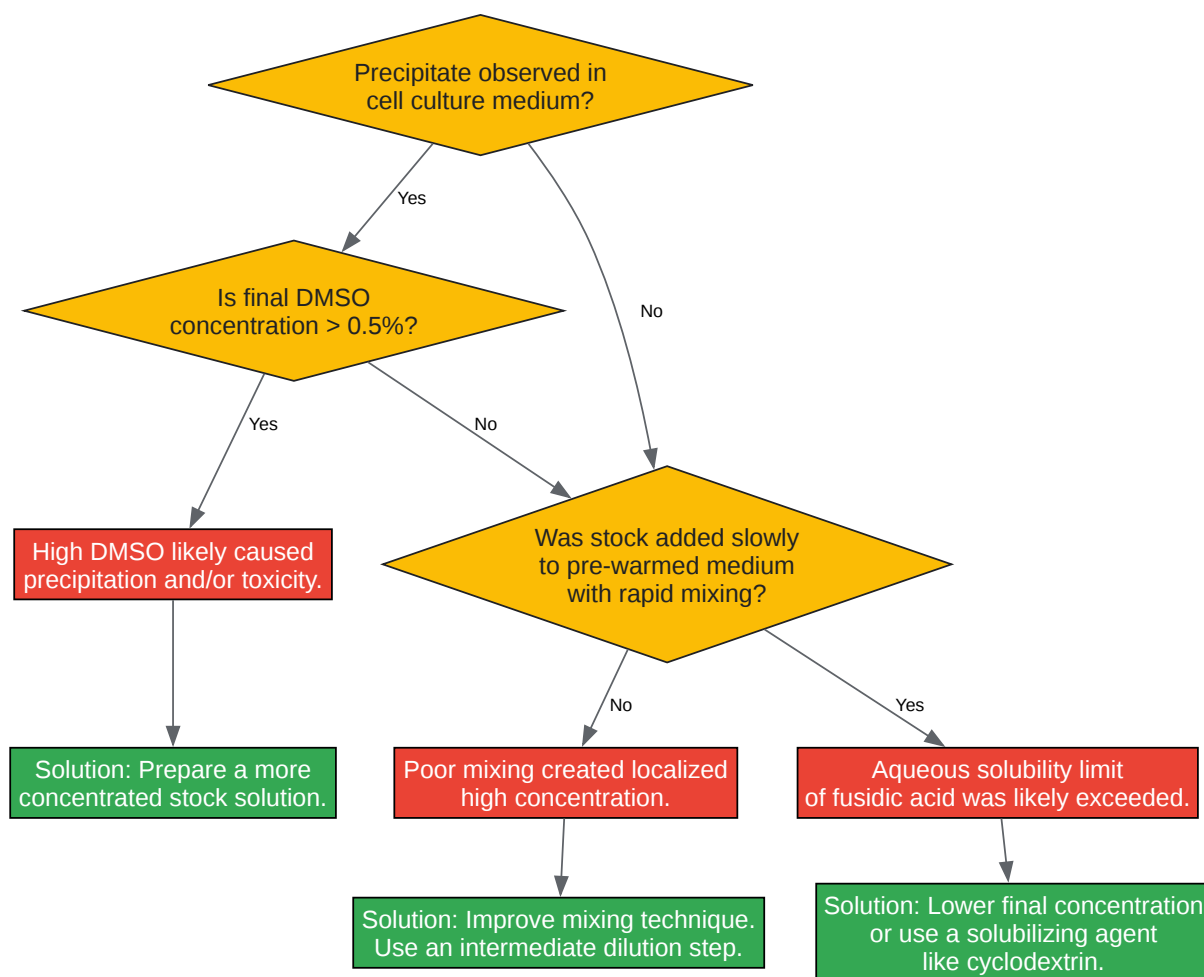 Precipitate observed in
cell culture medium?
Yes
No
Is final DMSO
concentration > 0.5%?
Yes
No
High DMSO likely caused
precipitation and/or toxicity.
Was stock added slowly
to pre-warmed medium
with rapid mixing?
No
Yes
Solution: Prepare a more
concentrated stock solution.
Poor mixing created localized
high concentration.
Aqueous solubility limit
of fusidic acid was likely exceeded.
Solution: Improve mixing technique.
Use an intermediate dilution step.
Solution: Lower final concentration
or use a solubilizing agent
like cyclodextrin.